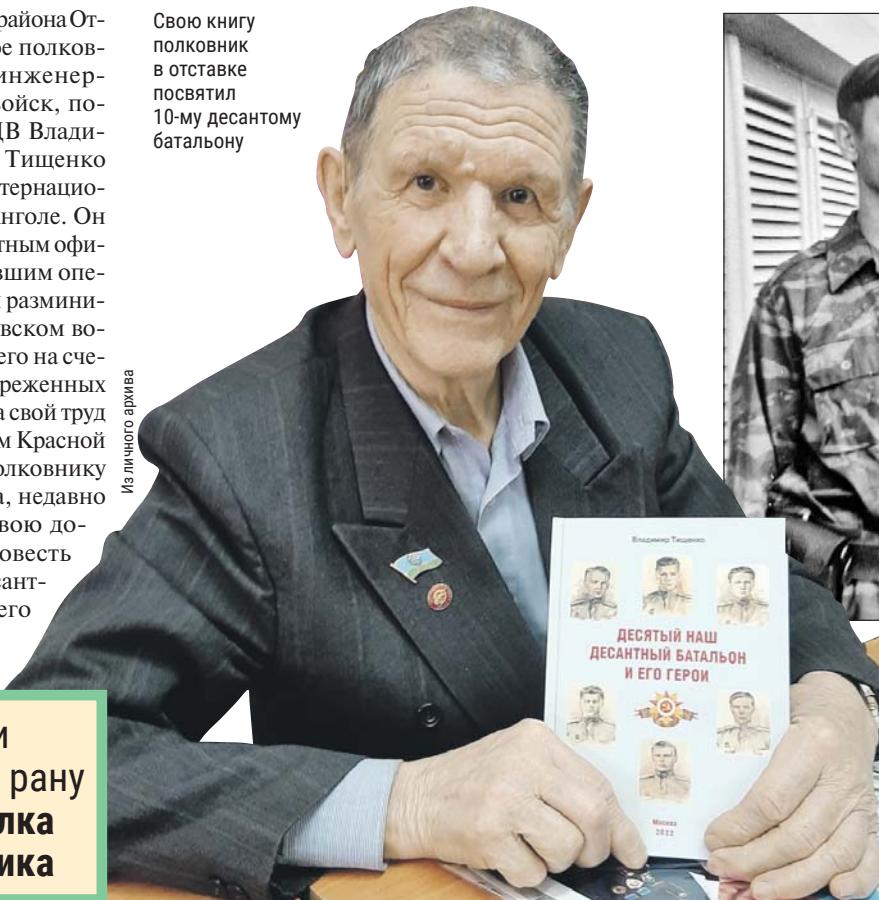 района От-
е полков-
инженер-
ойск, по-
ДВ Влади-
Тищенко
тернацио-
нголе. Он
тным офи-
вшим опе-
размини-
овском во-
его на сче-
реженных
а свой труд
м Красной
олковнику
а, недавно
вою до-
овесть
сант-
его
и
рану
лка
ика
Свою книгу
полковник
в отставке
посвятил
10-му десантому
батальону
Из личного архива
Владимир Тищенко
ДЕСЯТЫЙ НАШ
ДЕСАНТНЫЙ БАТАЛЬОН
И ЕГО ГЕРОИ
Москва
2022